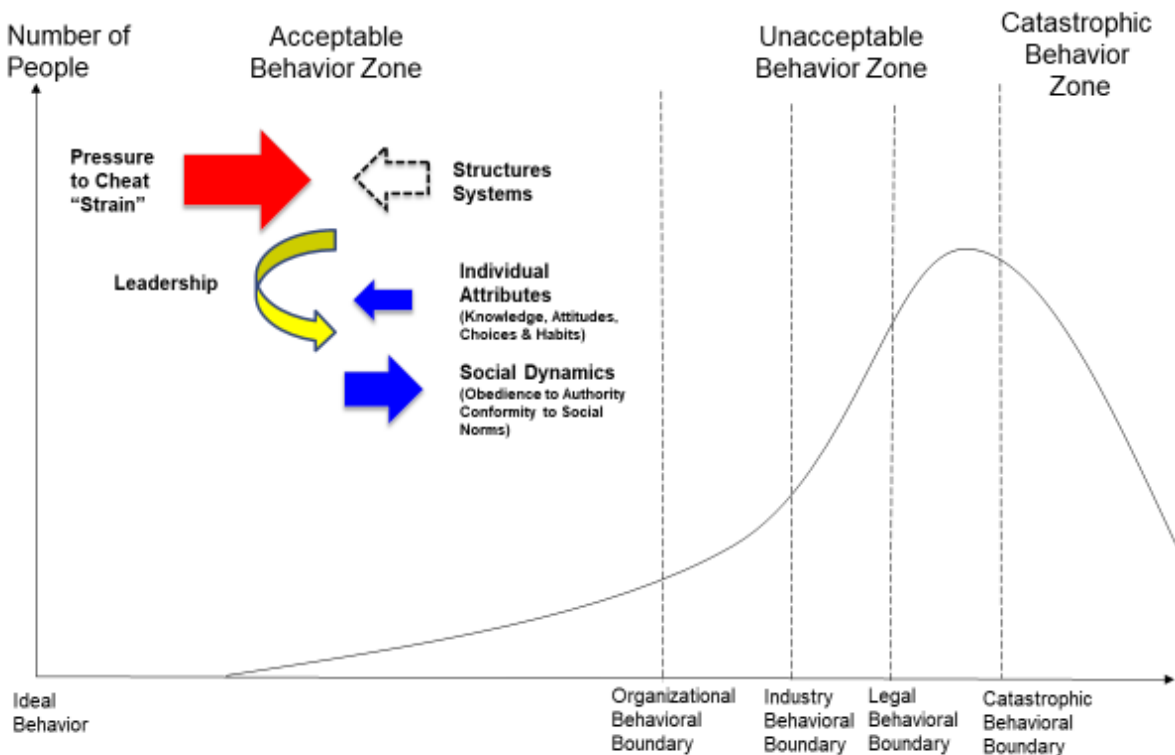 Number of
People
Acceptable
Behavior Zone
Unacceptable
Behavior Zone
Catastrophic
Behavior
Zone
Pressure
to Cheat
“Strain”
Structures
Systems
Leadership
Individual
Attributes
(Knowledge, Attitudes,
Choices & Habits)
Social Dynamics
(Obedience to Authority
Conformity to Social
Norms)
Ideal
Behavior
Organizational
Behavioral
Boundary
Industry
Behavioral
Boundary
Legal
Behavioral
Boundary
Catastrophic
Behavioral
Boundary